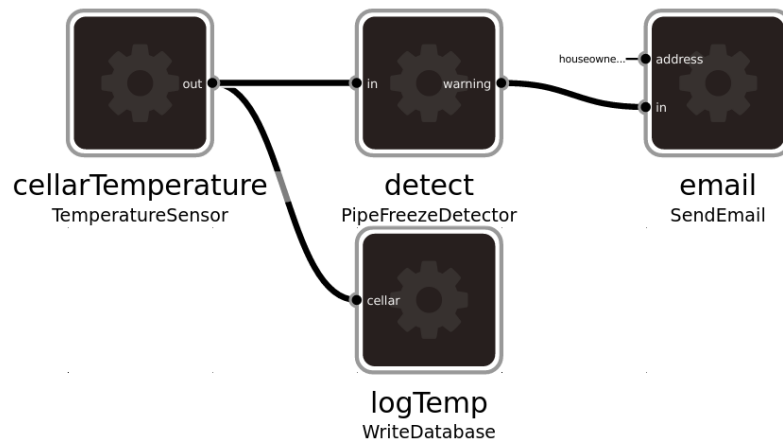 out
in
warning
houseowne...
address
in
cellarTemperature
TemperatureSensor
detect
PipeFreezeDetector
email
SendEmail
cellar
logTemp
WriteDatabase